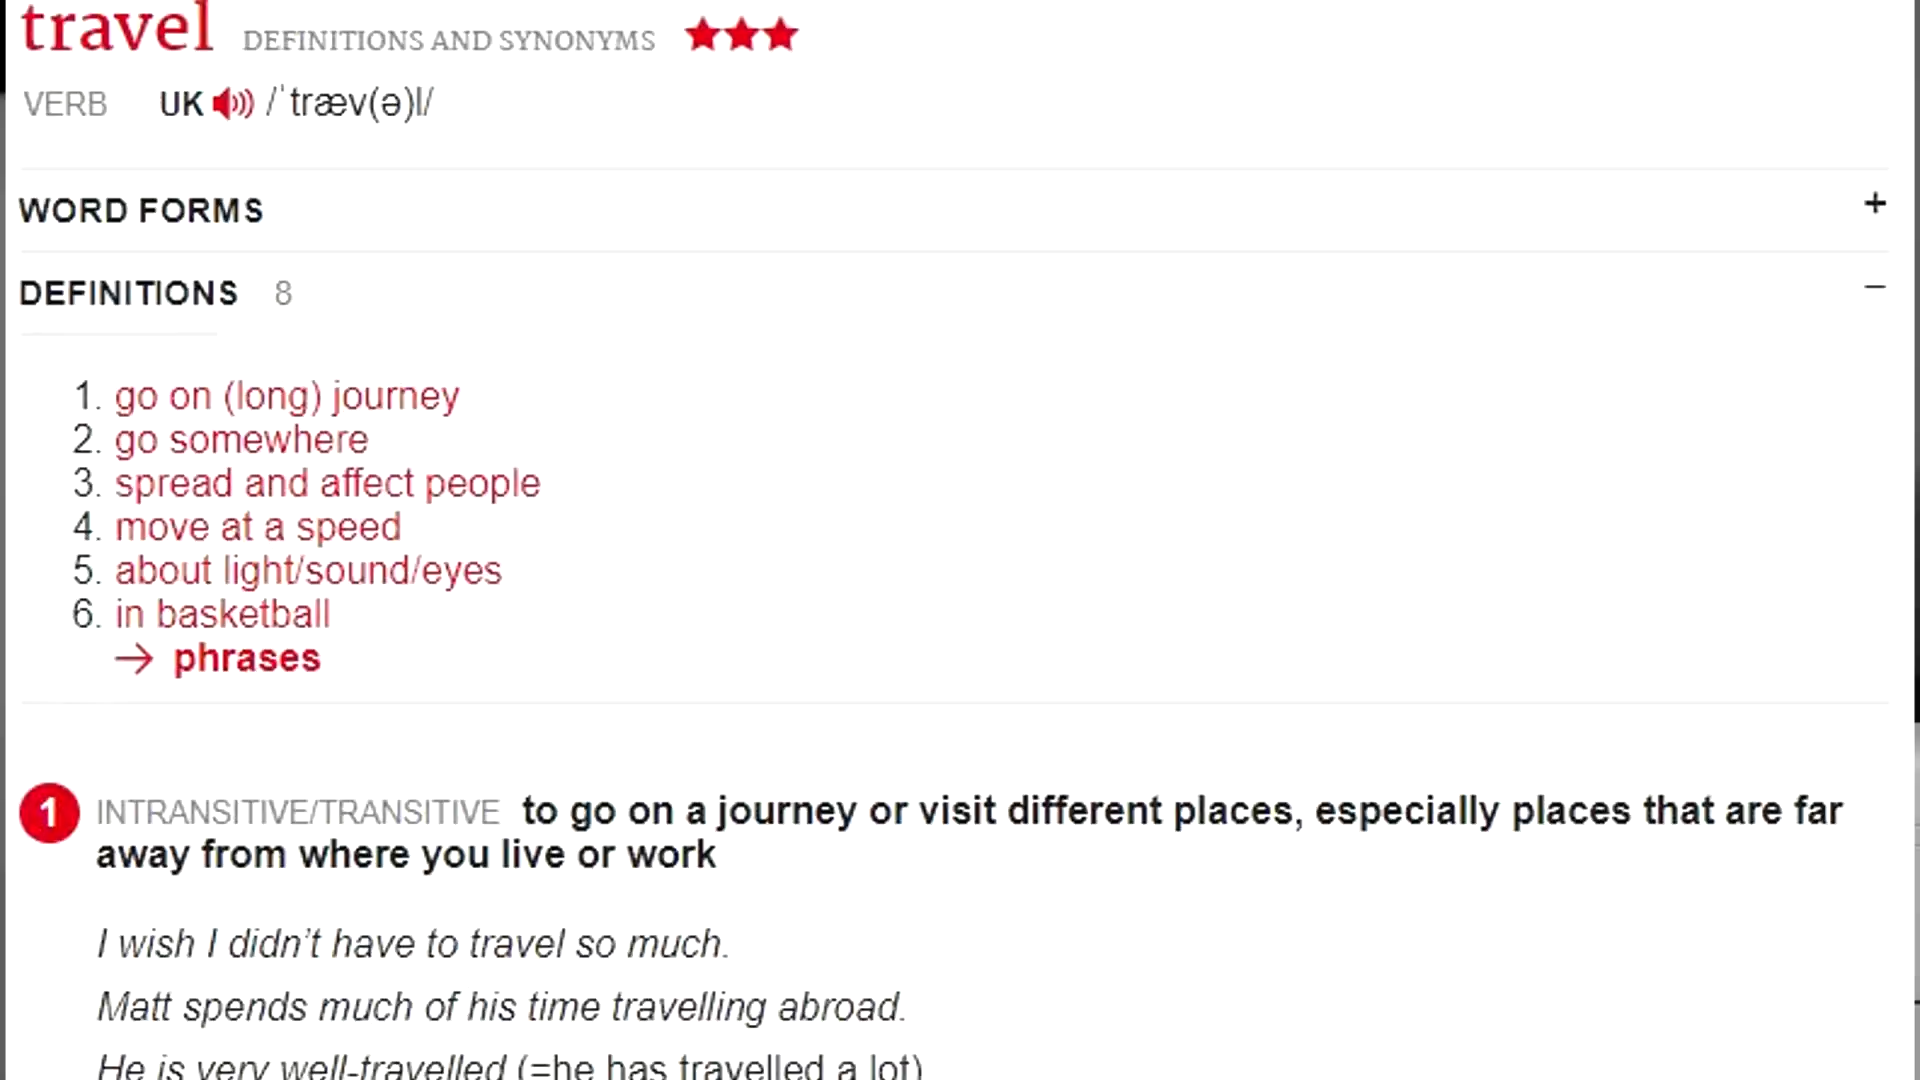 travel DEFINITIONS AND SYNONYMS ★★★
VERB UK /ˈtræv(ə)l/
WORD FORMS +
DEFINITIONS 8 −
1. go on (long) journey
2. go somewhere
3. spread and affect people
4. move at a speed
5. about light/sound/eyes
6. in basketball
→ phrases
1 INTRANSITIVE/TRANSITIVE to go on a journey or visit different places, especially places that are far
away from where you live or work
I wish I didn’t have to travel so much.
Matt spends much of his time travelling abroad.
He is very well-travelled (=he has travelled a lot)